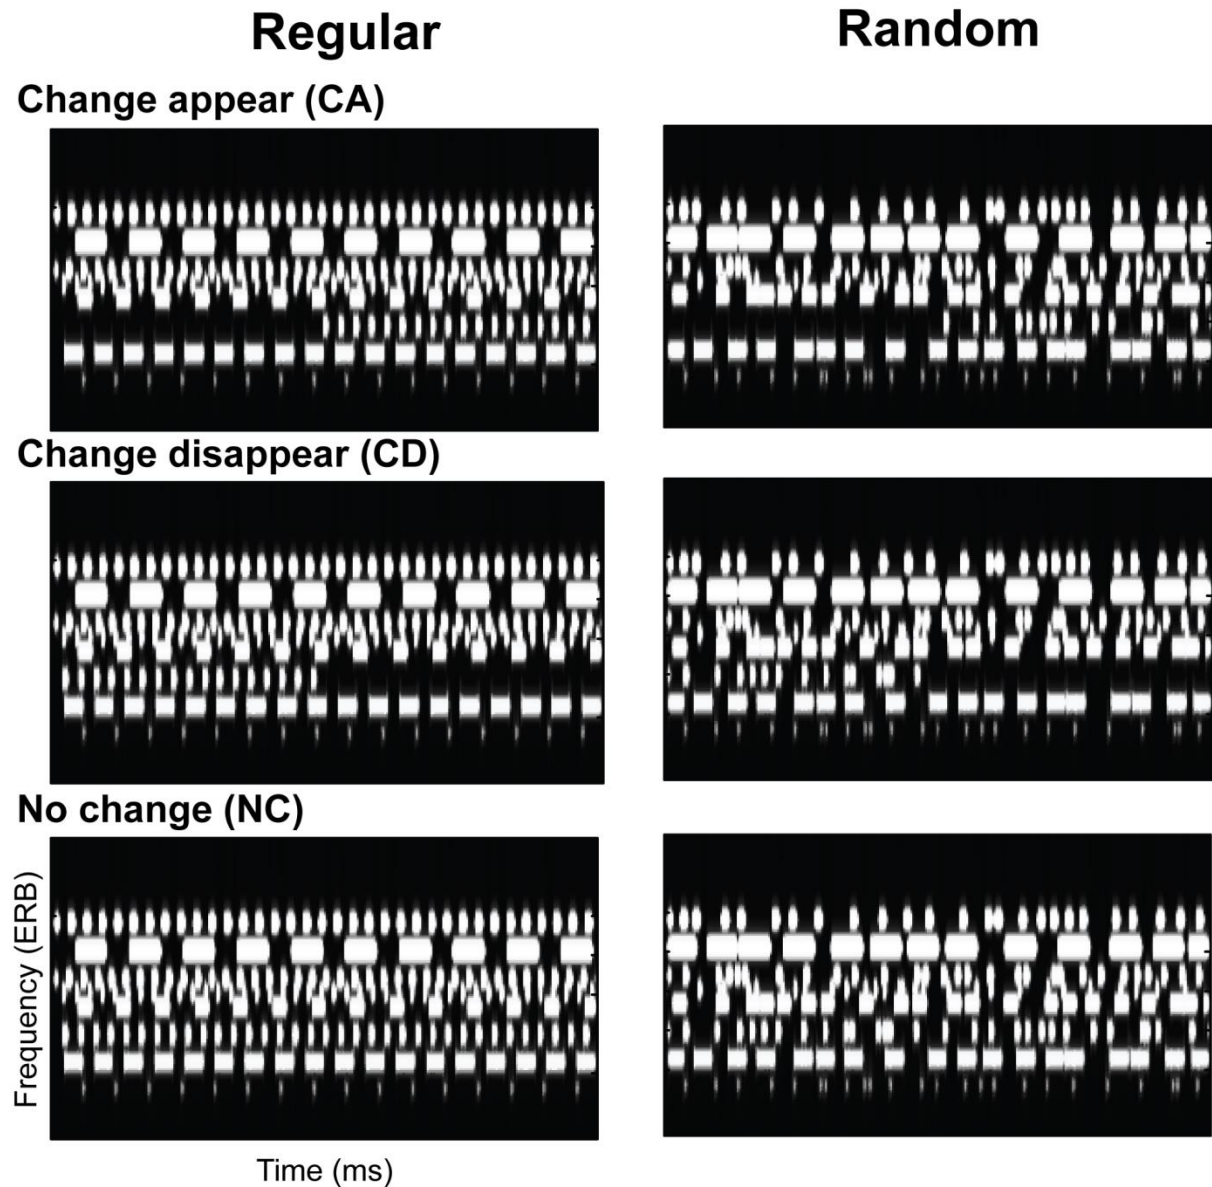 Regular
Random
Change appear (CA)
Change disappear (CD)
No change (NC)
Frequency (ERB)
Time (ms)